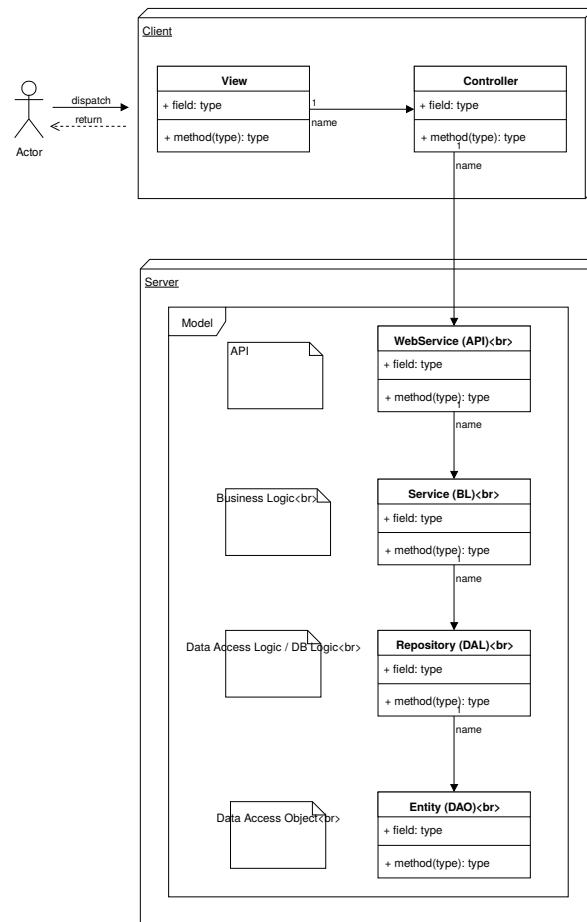 Client
View
+ field: type
+ method(type): type
1
name
Controller
+ field: type
+ method(type): type
1
name
dispatch
return
Actor
Server
Model
API
WebService (API)<br>
+ field: type
+ method(type): type
1
name
Business Logic<br>
Service (BL)<br>
+ field: type
+ method(type): type
1
name
Data Access Logic / DB Logic<br>
Repository (DAL)<br>
+ field: type
+ method(type): type
1
name
Data Access Object<br>
Entity (DAO)<br>
+ field: type
+ method(type): type